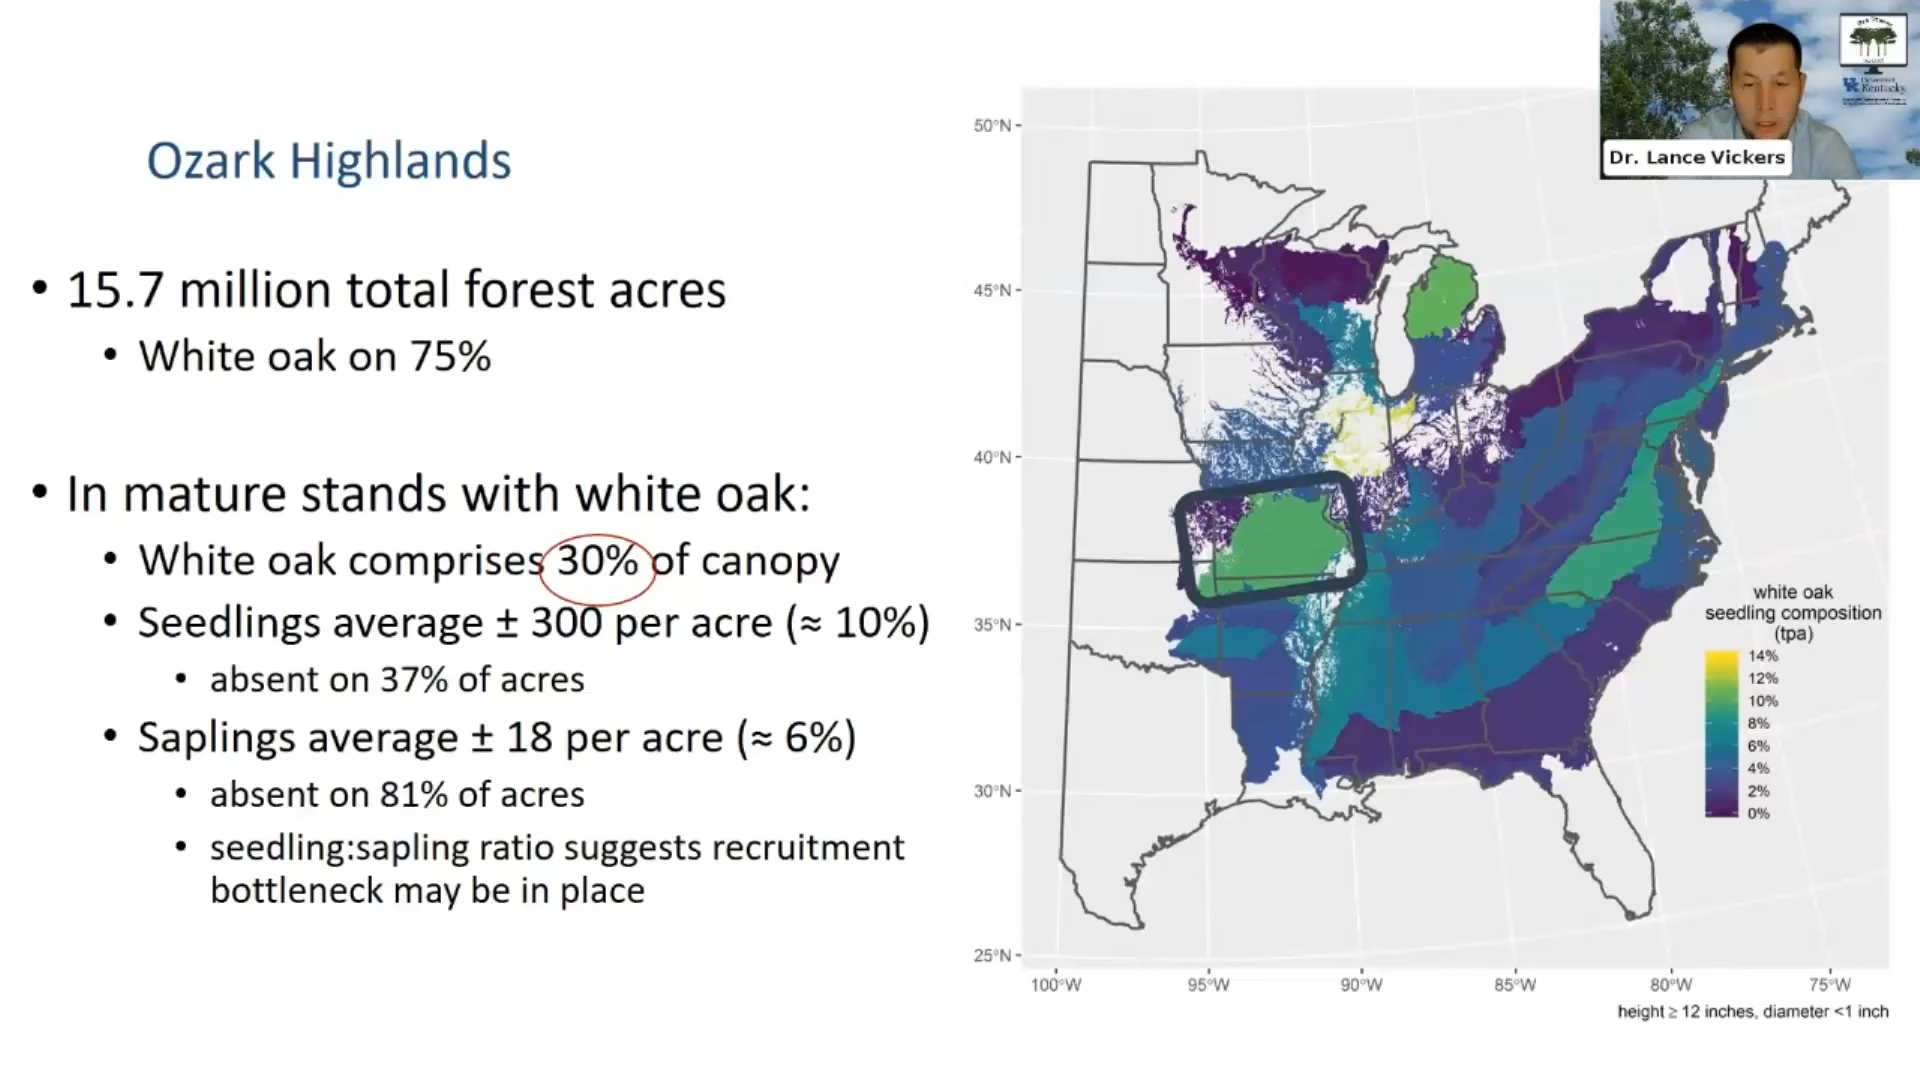 Dr. Lance Vickers
Kentucky
Ozark Highlands
• 15.7 million total forest acres
• White oak on 75%
• In mature stands with white oak:
• White oak comprises 30% of canopy
• Seedlings average ± 300 per acre (≈ 10%)
• absent on 37% of acres
• Saplings average ± 18 per acre (≈ 6%)
• absent on 81% of acres
• seedling:sapling ratio suggests recruitment
bottleneck may be in place
50°N
45°N
40°N
35°N
30°N
25°N
100°W
95°W
90°W
85°W
80°W
75°W
white oak
seedling composition
(tpa)
14%
12%
10%
8%
6%
4%
2%
0%
height ≥ 12 inches, diameter <1 inch